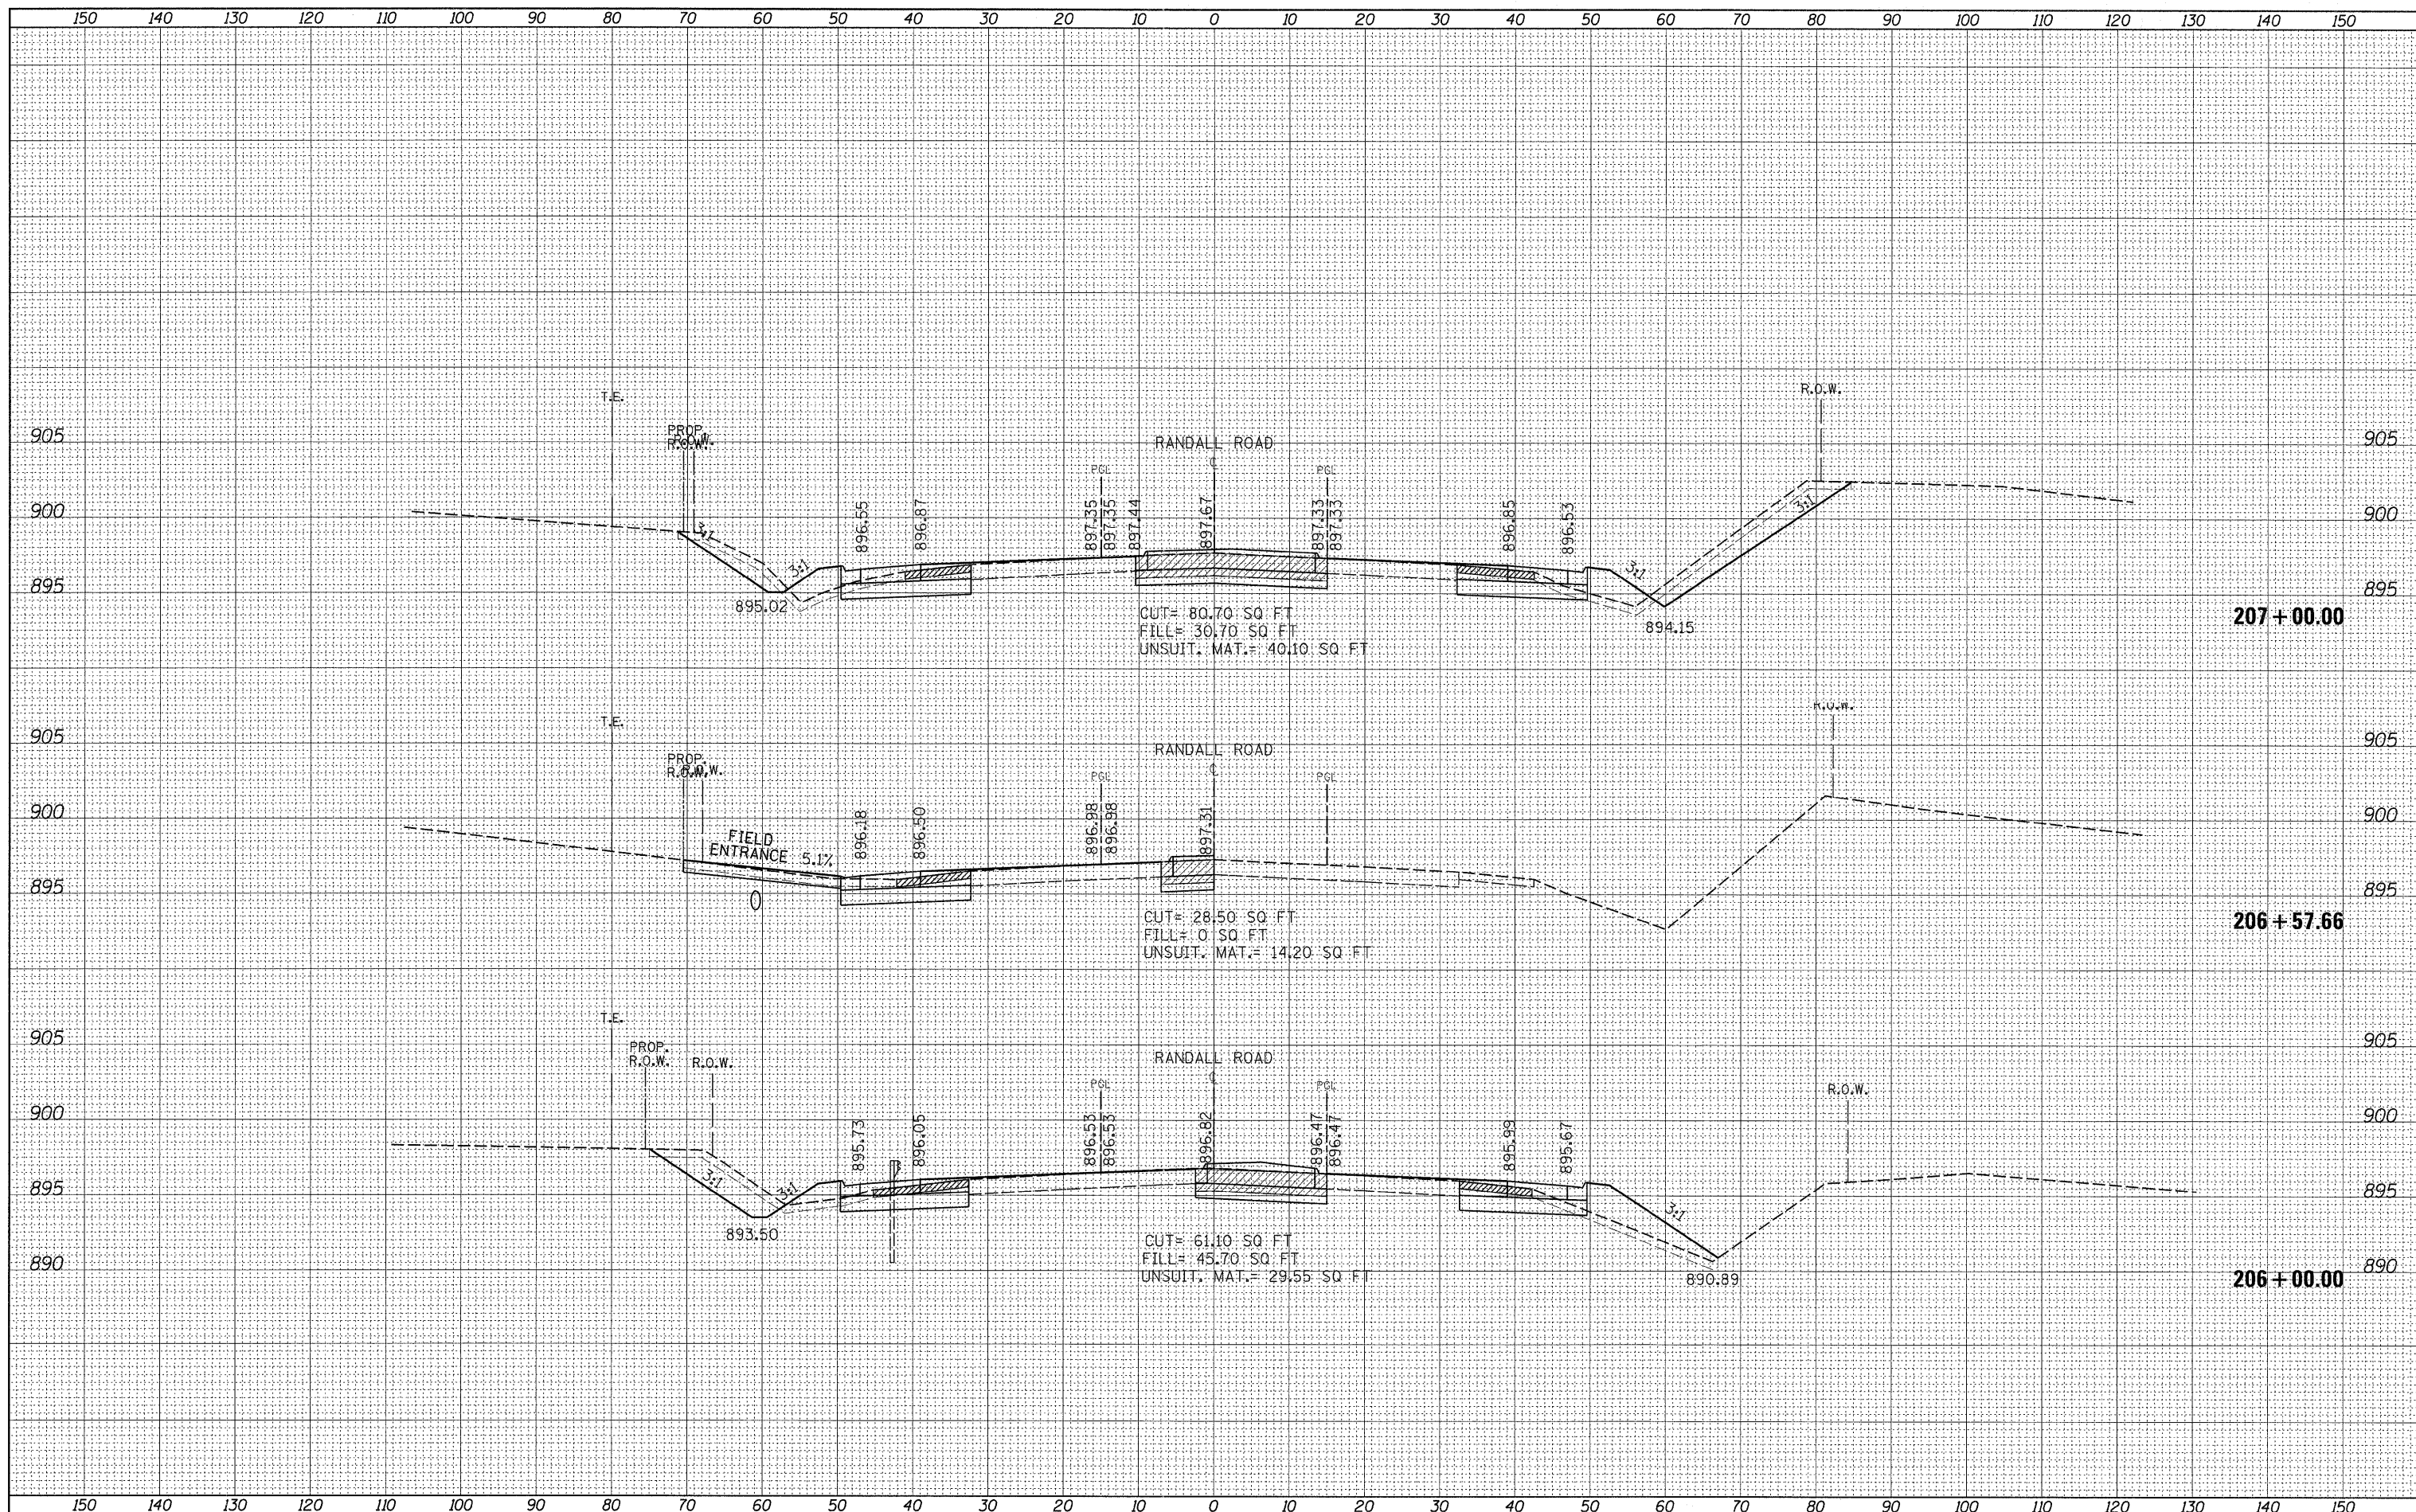 150 140 130 120 110 100 90 80 70 60 50 40 30 20 10 0 10 20 30 40 50 60 70 80 90 100 110 120 130 140 150
T.E.
R.O.W.
PROP.
R.O.W.
R.O.W.
905
RANDALL ROAD
905
℄
PGL
PGL
900
896.55
896.87
897.35
897.35
897.44
897.67
897.33
897.33
896.85
896.53
900
3:1
3:1
3:1
3:1
895
895
895.02
CUT= 80.70 SQ FT
FILL= 30.70 SQ FT
UNSUIT. MAT.= 40.10 SQ FT
894.15
207+00.00
T.E.
R.O.W.
905
RANDALL ROAD
905
PROP.
R.O.W.
R.O.W.
℄
PGL
PGL
900
896.18
896.50
896.98
896.98
897.31
900
FIELD
ENTRANCE 5.1%
895
895
CUT= 28.50 SQ FT
FILL= 0 SQ FT
UNSUIT. MAT.= 14.20 SQ FT
206+57.66
T.E.
905
905
PROP.
R.O.W.
R.O.W.
RANDALL ROAD
℄
PGL
PGL
R.O.W.
900
895.73
896.05
896.53
896.53
896.82
896.47
896.47
895.99
895.67
900
3:1
3:1
3:1
895
895
893.50
CUT= 61.10 SQ FT
FILL= 45.70 SQ FT
UNSUIT. MAT.= 29.55 SQ FT
890
890.89
206+00.00
890
150 140 130 120 110 100 90 80 70 60 50 40 30 20 10 0 10 20 30 40 50 60 70 80 90 100 110 120 130 140 150